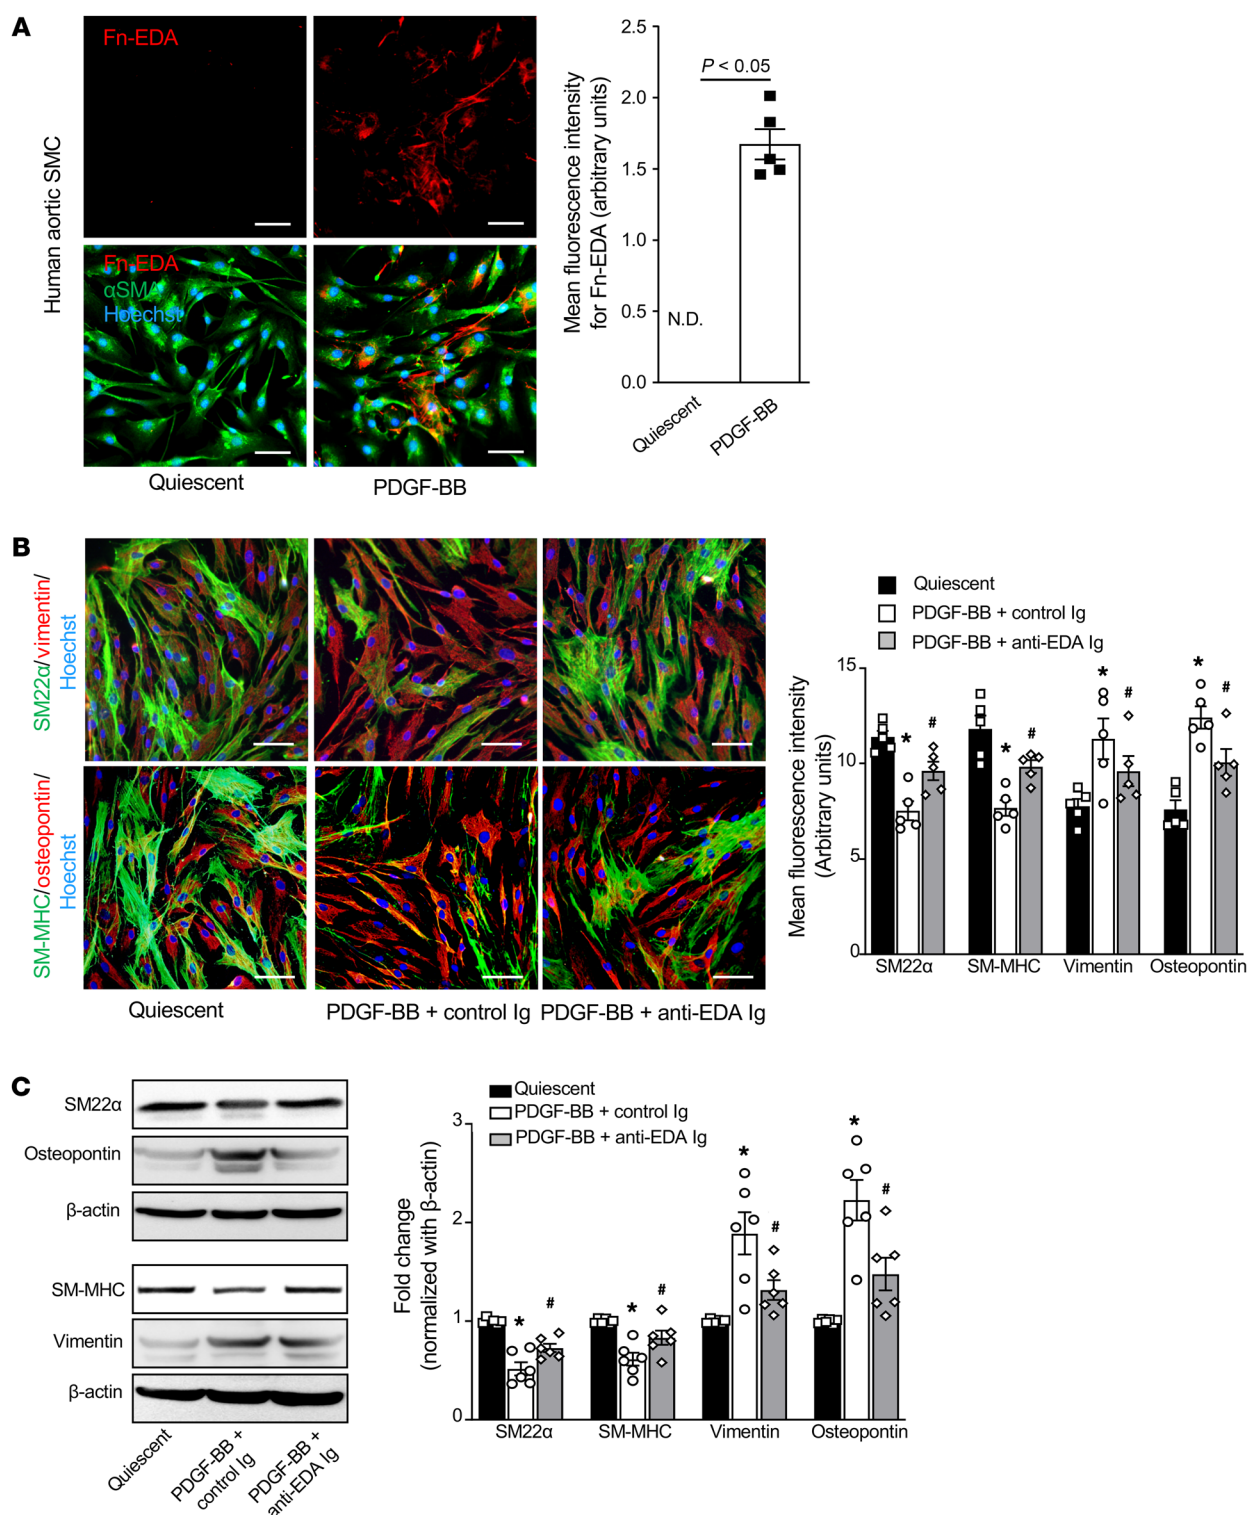 A
Fn-EDA
Human aortic SMC
Fn-EDA
αSMA
Hoechst
Quiescent
PDGF-BB
Mean fluorescence intensity
for Fn-EDA (arbitrary units)
2.5
2.0
1.5
1.0
0.5
0.0
P < 0.05
N.D.
Quiescent
PDGF-BB
B
SM22α/vimentin/
Hoechst
SM-MHC/osteopontin/
Hoechst
Quiescent
PDGF-BB + control Ig
PDGF-BB + anti-EDA Ig
Quiescent
PDGF-BB + control Ig
PDGF-BB + anti-EDA Ig
Mean fluorescence intensity
(Arbitrary units)
15
10
5
0
*
#
*
#
*
#
*
#
SM22α
SM-MHC
Vimentin
Osteopontin
C
SM22α
Osteopontin
β-actin
SM-MHC
Vimentin
β-actin
Quiescent
PDGF-BB +
control Ig
PDGF-BB +
anti-EDA Ig
Quiescent
PDGF-BB + control Ig
PDGF-BB + anti-EDA Ig
Fold change
(normalized with β-actin)
3
2
1
0
*
#
*
#
*
#
*
#
SM22α
SM-MHC
Vimentin
Osteopontin